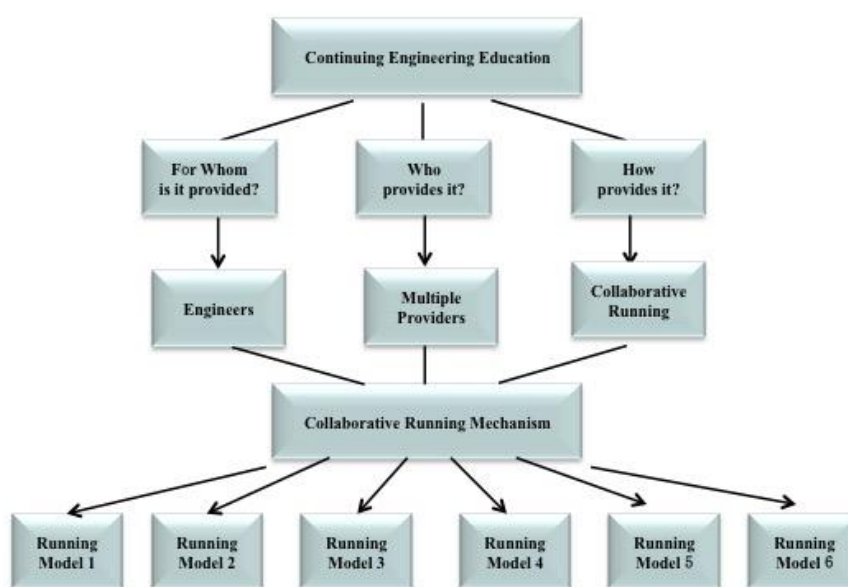 Continuing Engineering Education
For Whom
is it provided?
Who
provides it?
How
provides it?
Engineers
Multiple
Providers
Collaborative
Running
Collaborative Running Mechanism
Running
Model 1
Running
Model 2
Running
Model 3
Running
Model 4
Running
Model 5
Running
Model 6